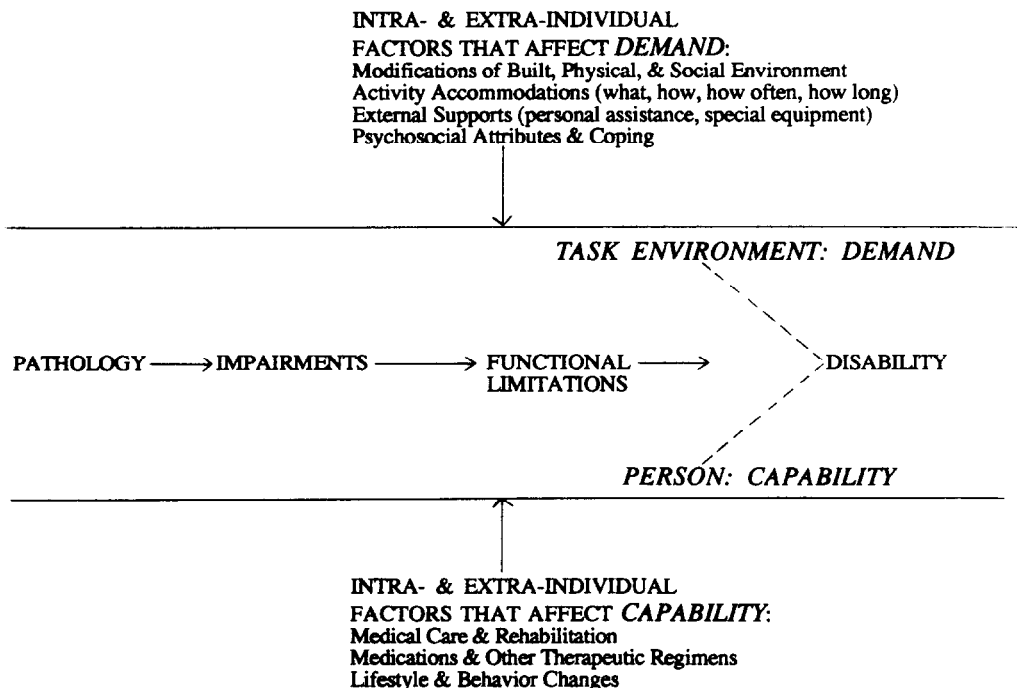 INTRA- & EXTRA-INDIVIDUAL
FACTORS THAT AFFECT DEMAND:
Modifications of Built, Physical, & Social Environment
Activity Accommodations (what, how, how often, how long)
External Supports (personal assistance, special equipment)
Psychosocial Attributes & Coping
TASK ENVIRONMENT: DEMAND
PATHOLOGY IMPAIRMENTS FUNCTIONAL DISABILITY
LIMITATIONS
PERSON: CAPABILITY
INTRA- & EXTRA-INDIVIDUAL
FACTORS THAT AFFECT CAPABILITY:
Medical Care & Rehabilitation
Medications & Other Therapeutic Regimens
Lifestyle & Behavior Changes